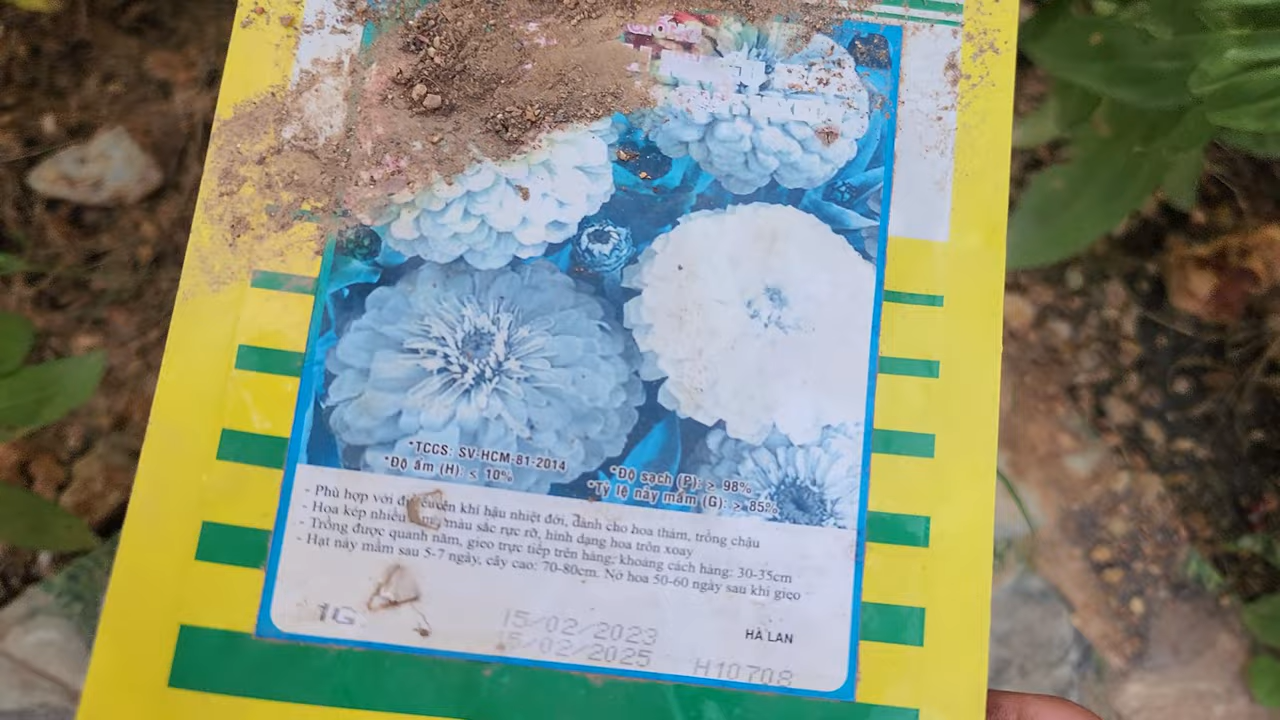 *TCCS: SV-HCM-81-2014
*Độ ẩm (H): ≤ 10%
*Độ sạch (P): > 98%
*Tỷ lệ nảy mầm (G): > 85%
- Phù hợp với khí hậu nhiệt đới, dành cho hoa thảm, trồng chậu
- Hoa kép nhiều màu sắc rực rỡ, hình dạng hoa tròn xoay
- Trồng được quanh năm, gieo trực tiếp trên hàng; khoảng cách hàng: 30-35cm
- Hạt nảy mầm sau 5-7 ngày, cây cao: 70-80cm. Nở hoa 50-60 ngày sau khi gieo
1G
15/02/2023
15/02/2025
HÀ LAN
H10708